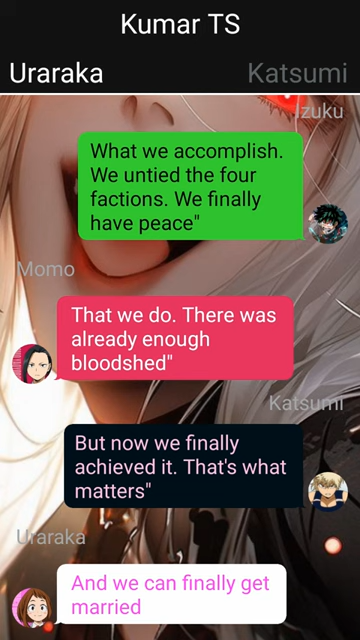 Kumar TS
Uraraka
Katsumi
Izuku
What we accomplish.
We untied the four
factions. We finally
have peace"
Momo
That we do. There was
already enough
bloodshed"
Katsumi
But now we finally
achieved it. That's what
matters"
Uraraka
And we can finally get
married